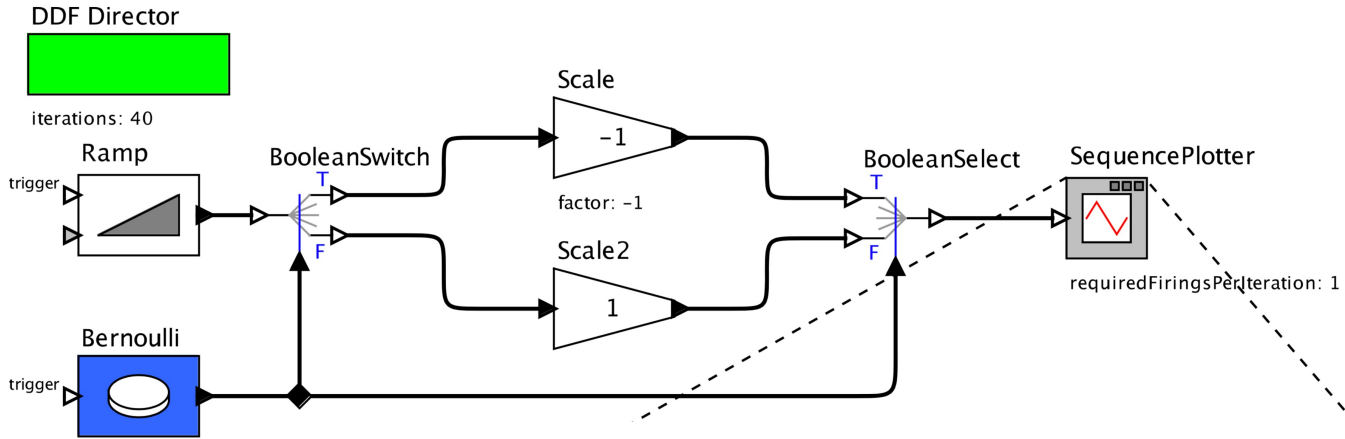 DDF Director
iterations: 40
Ramp
trigger
BooleanSwitch
T
F
Scale
-1
factor: -1
Scale2
1
BooleanSelect
T
F
SequencePlotter
requiredFiringsPerIteration: 1
Bernoulli
trigger